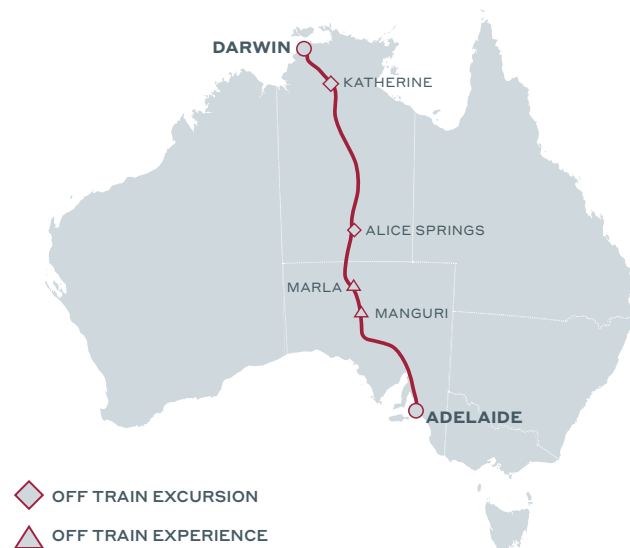 DARWIN
KATHERINE
ALICE SPRINGS
MARLA
MANGURI
ADELAIDE
OFF TRAIN EXCURSION
OFF TRAIN EXPERIENCE